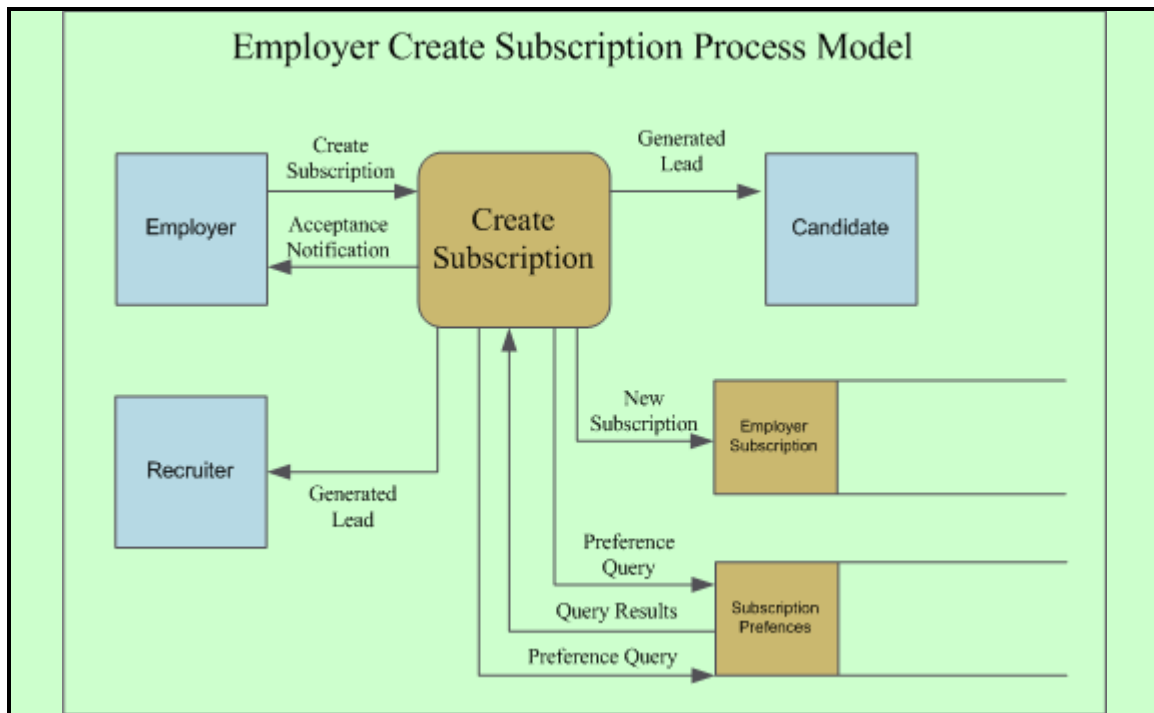 Employer Create Subscription Process Model
Create
Subscription
Generated
Lead
Employer
Acceptance
Notification
Create
Subscription
Candidate
New
Subscription
Employer
Subscription
Recruiter
Generated
Lead
Preference
Query
Query Results
Subscription
Prefences
Preference Query